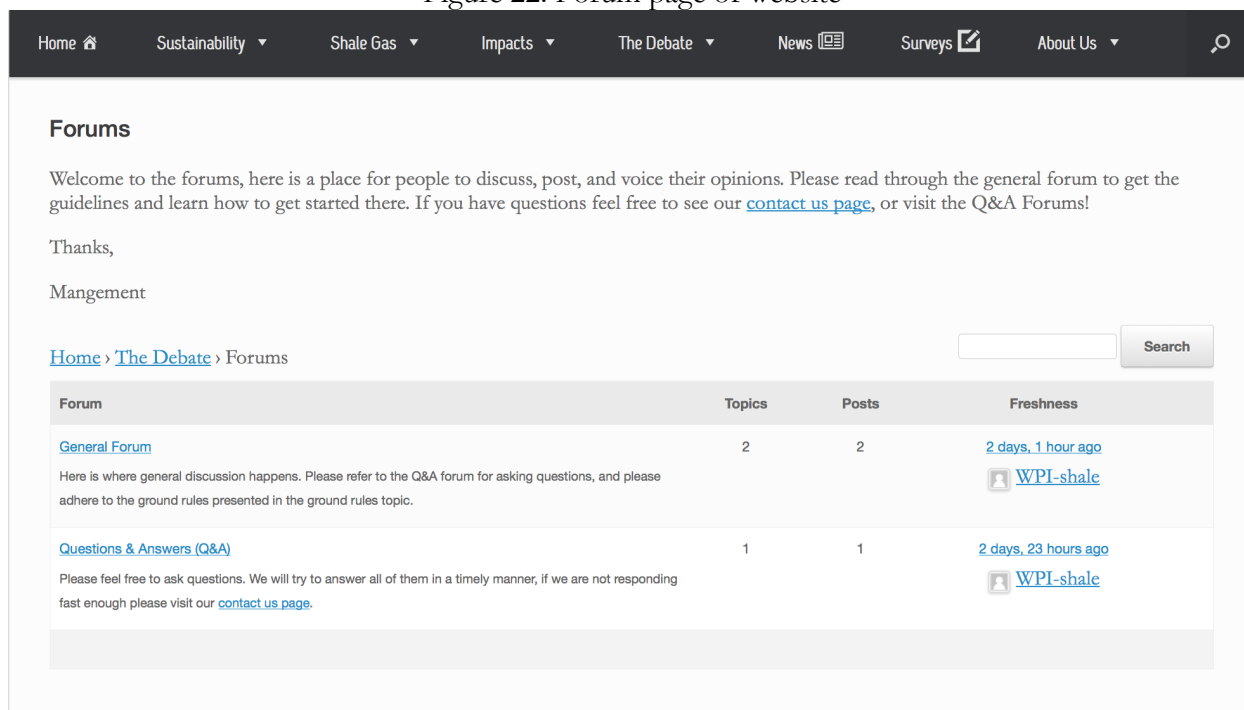 Figure 22. Forum page of website
Home Sustainability Shale Gas Impacts The Debate News Surveys About Us
Forums
Welcome to the forums, here is a place for people to discuss, post, and voice their opinions. Please read through the general forum to get the
guidelines and learn how to get started there. If you have questions feel free to see our contact us page, or visit the Q&A Forums!
Thanks,
Mangement
Home › The Debate › Forums
Search
Forum Topics Posts Freshness
General Forum 2 2 2 days, 1 hour ago
Here is where general discussion happens. Please refer to the Q&A forum for asking questions, and please
WPI-shale
adhere to the ground rules presented in the ground rules topic.
Questions & Answers (Q&A) 1 1 2 days, 23 hours ago
Please feel free to ask questions. We will try to answer all of them in a timely manner, if we are not responding
WPI-shale
fast enough please visit our contact us page.